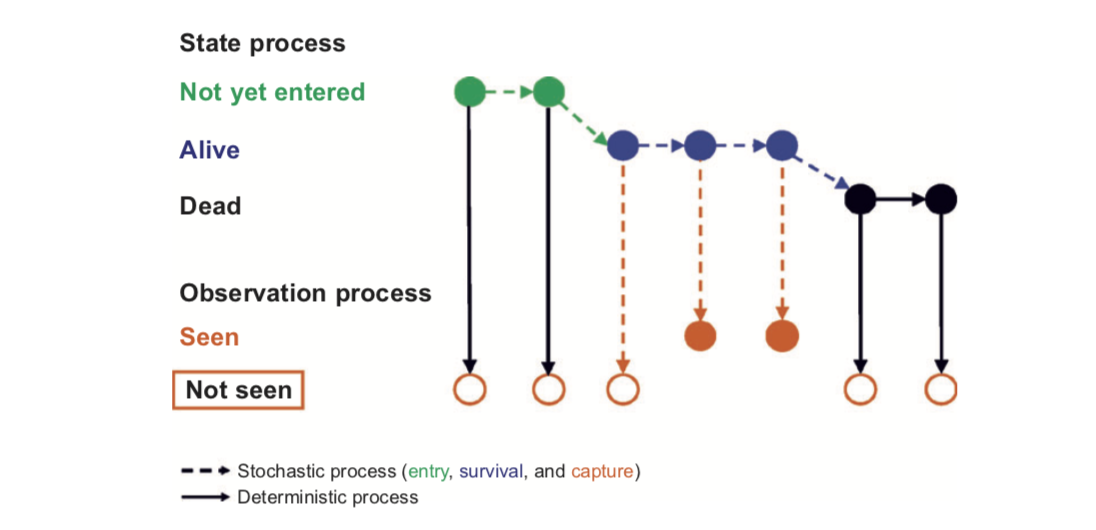 State process
Not yet entered
Alive
Dead
Observation process
Seen
Not seen
Stochastic process (entry, survival, and capture)
Deterministic process